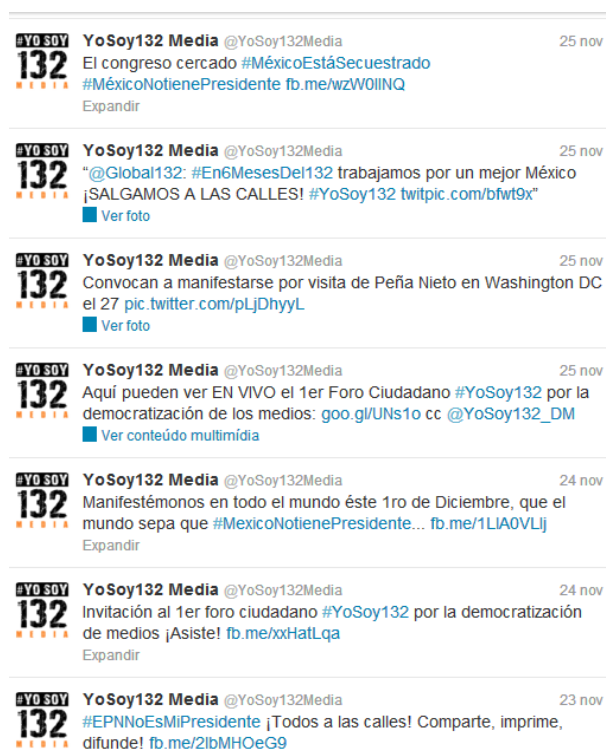 #YO SOY 132 MEDIA
YoSoy132 Media @YoSoy132Media 25 nov
El congreso cercado #MéxicoEstáSecuestrado
#MéxicoNotienePresidente fb.me/wzW0lINQ
Expandir
#YO SOY 132 MEDIA
YoSoy132 Media @YoSoy132Media 25 nov
“@Global132: #En6MesesDel132 trabajamos por un mejor México
¡SALGAMOS A LAS CALLES! #YoSoy132 twitpic.com/bfwt9x”
Ver foto
#YO SOY 132 MEDIA
YoSoy132 Media @YoSoy132Media 25 nov
Convocan a manifestarse por visita de Peña Nieto en Washington DC
el 27 pic.twitter.com/pLjDhyyL
Ver foto
#YO SOY 132 MEDIA
YoSoy132 Media @YoSoy132Media 25 nov
Aquí pueden ver EN VIVO el 1er Foro Ciudadano #YoSoy132 por la
democratización de los medios: goo.gl/UNs1o cc @YoSoy132_DM
Ver conteúdo multimídia
#YO SOY 132 MEDIA
YoSoy132 Media @YoSoy132Media 24 nov
Manifestémonos en todo el mundo éste 1ro de Diciembre, que el
mundo sepa que #MexicoNotienePresidente... fb.me/1LlA0VLlj
Expandir
#YO SOY 132 MEDIA
YoSoy132 Media @YoSoy132Media 24 nov
Invitación al 1er foro ciudadano #YoSoy132 por la democratización
de medios ¡Asiste! fb.me/xxHatLqa
Expandir
#YO SOY 132 MEDIA
YoSoy132 Media @YoSoy132Media 23 nov
#EPNNoEsMiPresidente ¡Todos a las calles! Comparte, imprime,
difunde! fb.me/2lbMHOeG9